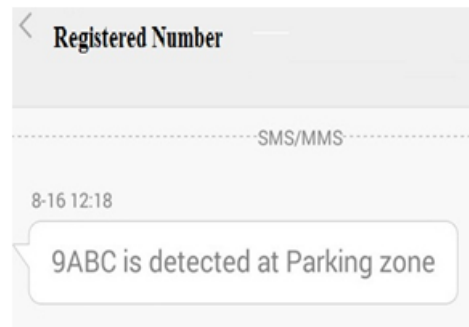 Registered Number
SMS/MMS
8-16 12:18
9ABC is detected at Parking zone